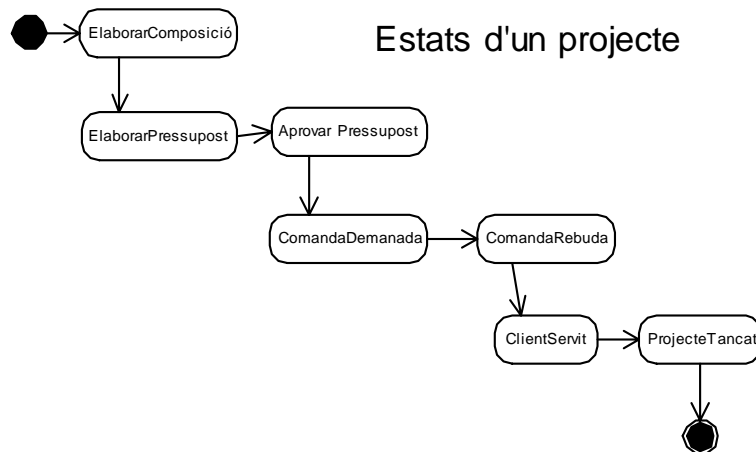 Estats d'un projecte
ElaborarComposició
ElaborarPressupost
Aprovar Pressupost
ComandaDemanada
ComandaRebuda
ClientServit
ProjecteTancat